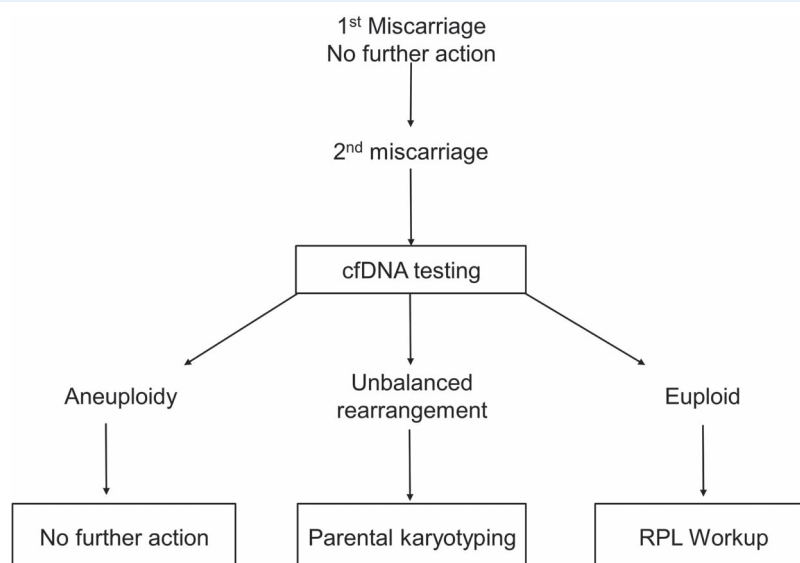 1st Miscarriage
No further action
2nd miscarriage
cfDNA testing
Aneuploidy
Unbalanced
rearrangement
Euploid
No further action
Parental karyotyping
RPL Workup